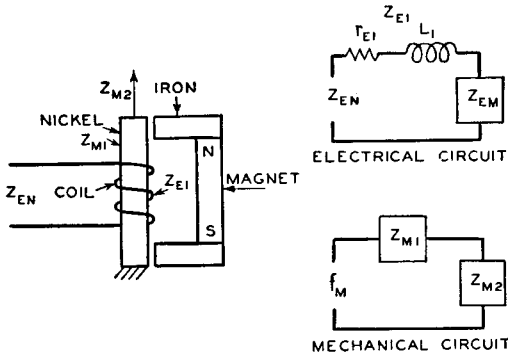 Z_M2
IRON
NICKEL
Z_M1
N
MAGNET
Z_EN
COIL
Z_E1
S
Z_E1
r_E1 L_1
Z_EN
Z_EM
ELECTRICAL CIRCUIT
Z_M1
f_M
Z_M2
MECHANICAL CIRCUIT